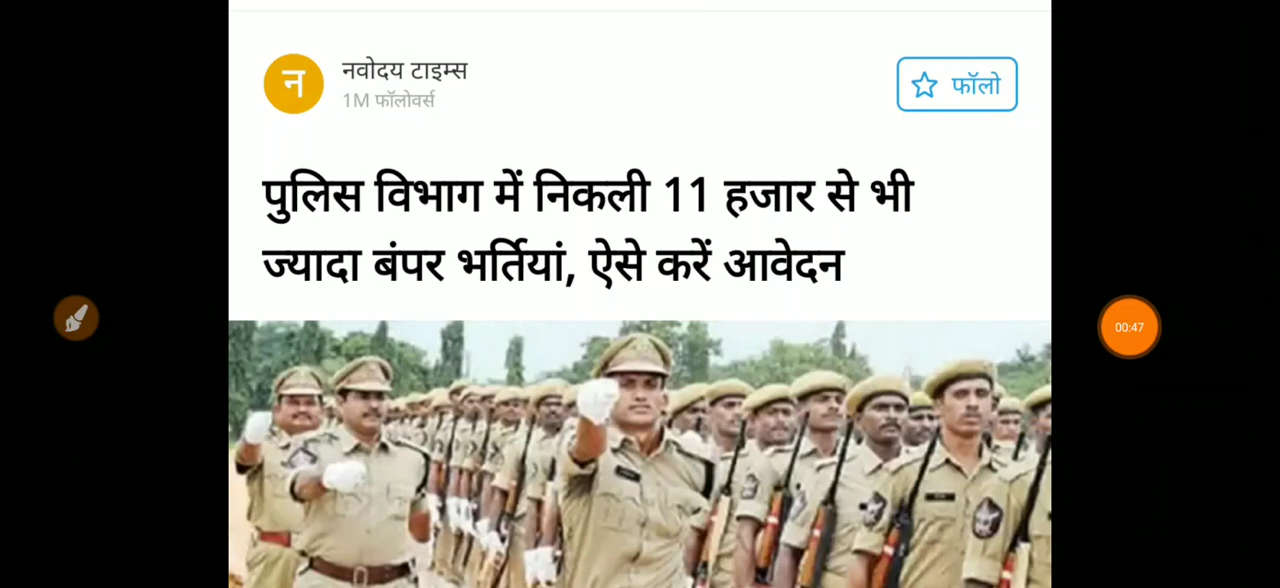 न
नवोदय टाइम्स
1M फॉलोवर्स
फॉलो
पुलिस विभाग में निकली 11 हजार से भी
ज्यादा बंपर भर्तियां, ऐसे करें आवेदन
00:47